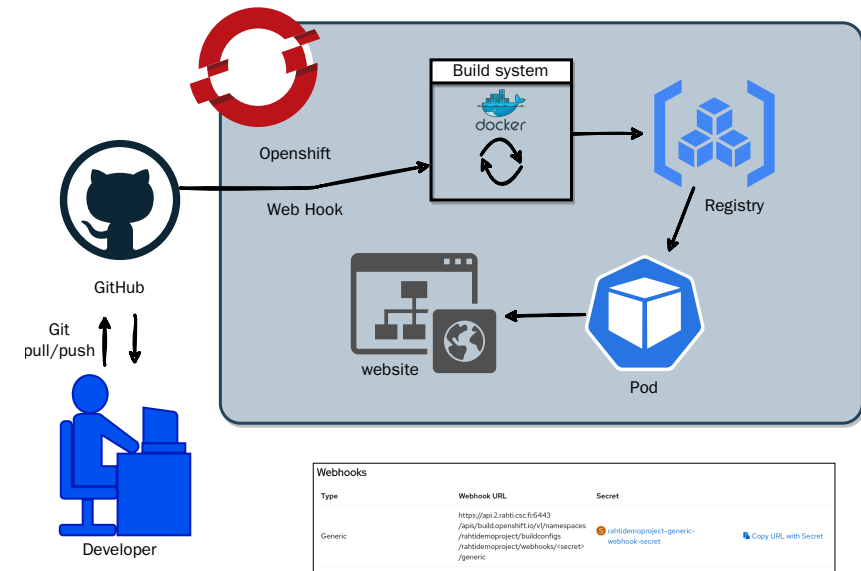 Build system
docker
Openshift
Web Hook
Registry
GitHub
Git
pull/push
website
Pod
Developer
Webhooks
Type Webhook URL Secret
Generic
https://api.2.rahti.csc.fi:6443
/apis/build.openshift.io/v1/namespaces
/rahtidemoproject/buildconfigs
/rahtidemoproject/webhooks/<secret>
/generic
S rahtidemoproject-generic-
webhook-secret
Copy URL with Secret